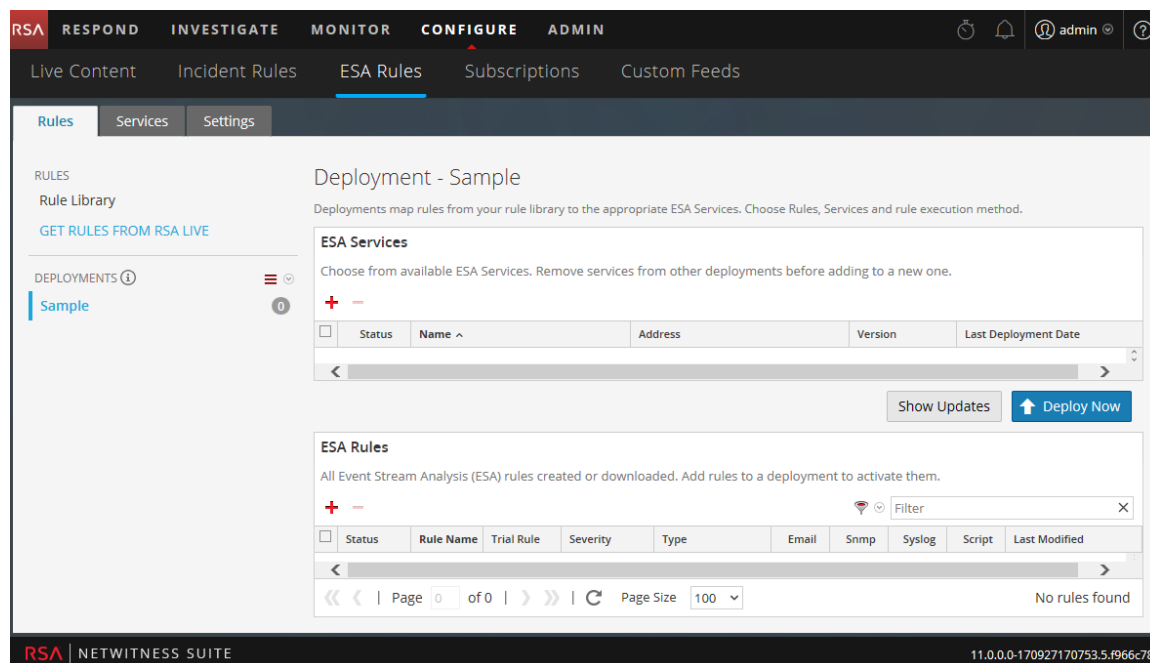 RSA RESPOND INVESTIGATE MONITOR CONFIGURE ADMIN admin
Live Content Incident Rules ESA Rules Subscriptions Custom Feeds
Rules Services Settings
RULES
Rule Library
GET RULES FROM RSA LIVE
DEPLOYMENTS
Sample 0
Deployment - Sample
Deployments map rules from your rule library to the appropriate ESA Services. Choose Rules, Services and rule execution method.
ESA Services
Choose from available ESA Services. Remove services from other deployments before adding to a new one.
Status Name Address Version Last Deployment Date
Show Updates Deploy Now
ESA Rules
All Event Stream Analysis (ESA) rules created or downloaded. Add rules to a deployment to activate them.
Filter
Status Rule Name Trial Rule Severity Type Email Snmp Syslog Script Last Modified
Page 0 of 0 Page Size 100 No rules found
RSA NETWITNESS SUITE 11.0.0.0-170927170753.5.f966c78